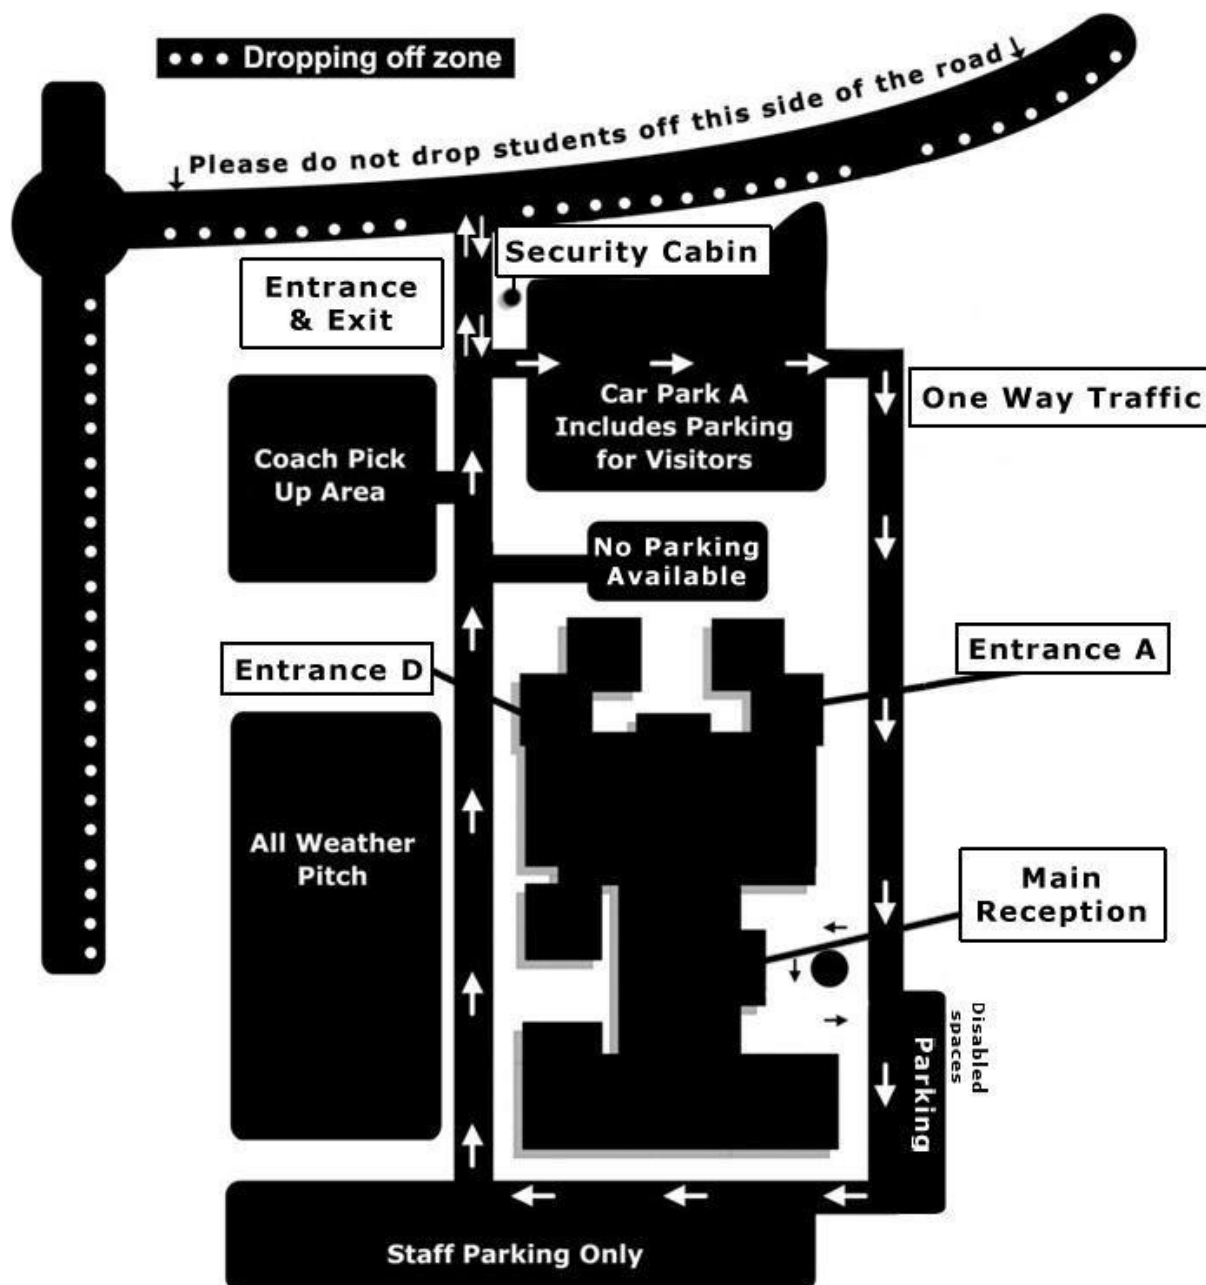 Dropping off zone
Please do not drop students off this side of the road
Security Cabin
Entrance
& Exit
One Way Traffic
Car Park A
Includes Parking
for Visitors
Coach Pick
Up Area
No Parking
Available
Entrance D
Entrance A
All Weather
Pitch
Main
Reception
Parking
Disabled
spaces
Staff Parking Only